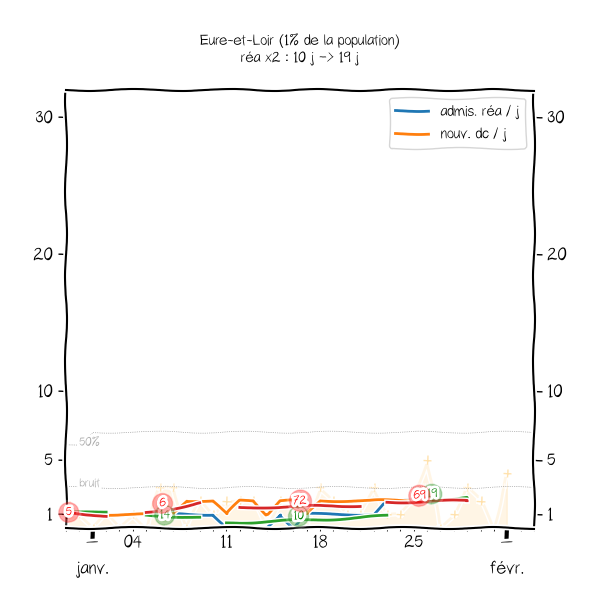 Eure-et-Loir (1% de la population)
réa x2 : 10 j -> 19 j
admis. réa / j
nouv. dc / j
30 30
20 20
10 10
50%
5 5
bruit
69 19
6 72
5 14 10
1 1
04 11 18 25
janv. févr.